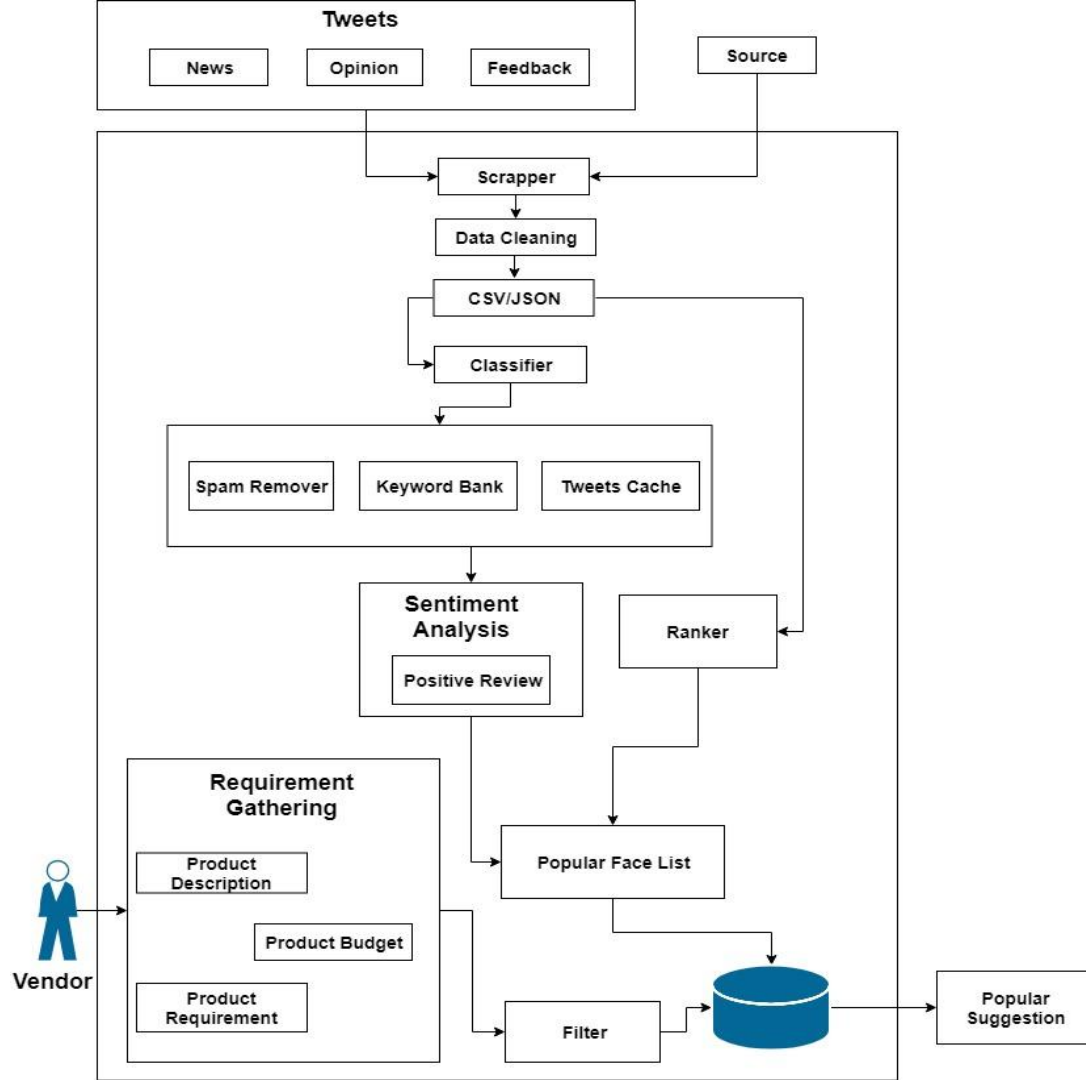 Tweets
News
Opinion
Feedback
Source
Scrapper
Data Cleaning
CSV/JSON
Classifier
Spam Remover
Keyword Bank
Tweets Cache
Sentiment
Analysis
Positive Review
Ranker
Requirement
Gathering
Product
Description
Product Budget
Product
Requirement
Vendor
Popular Face List
Filter
Popular
Suggestion